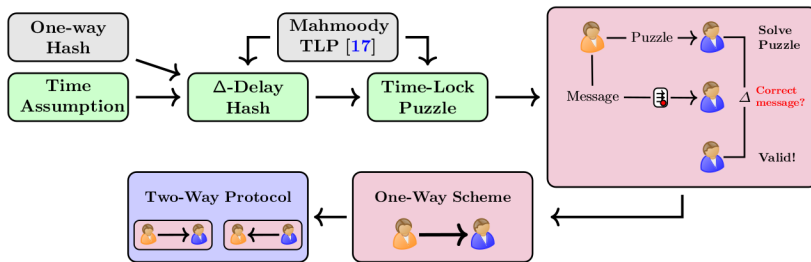 One-way
Hash
Mahmoody
TLP [17]
Time
Assumption
Δ-Delay
Hash
Time-Lock
Puzzle
Puzzle
Solve
Puzzle
Message
Δ
Correct
message?
Valid!
Two-Way Protocol
One-Way Scheme